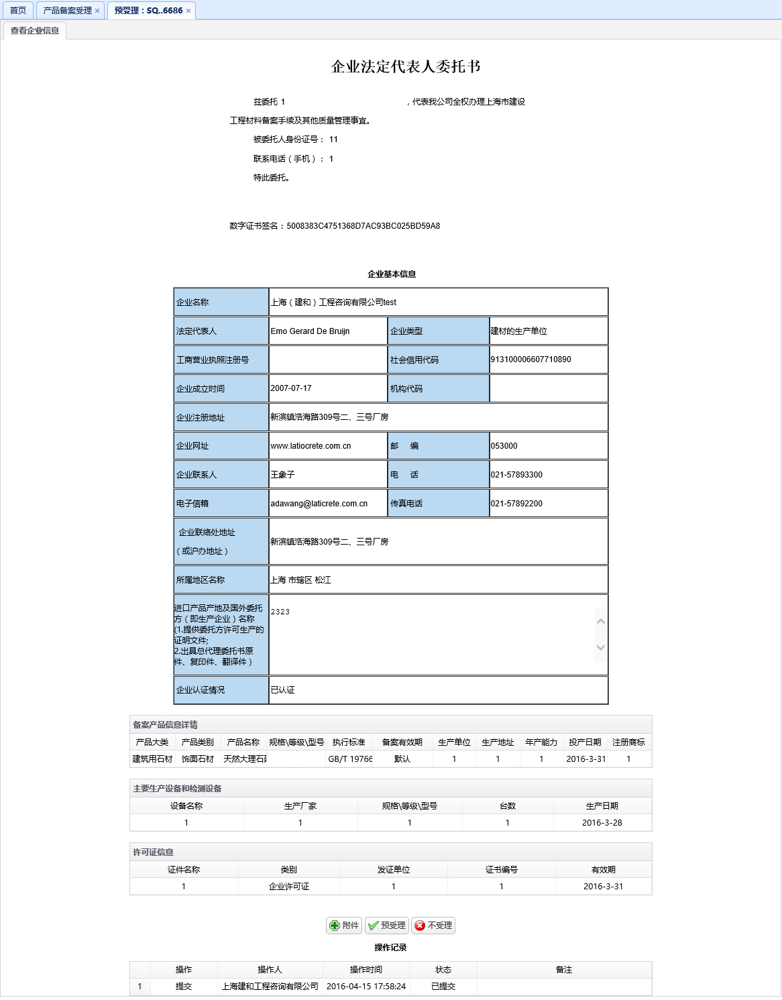 首页 产品备案受理 × 预受理：SQ..6686 ×
查看企业信息
企业法定代表人委托书
兹委托 1 ，代表我公司全权办理上海市建设
工程材料备案手续及其他质量管理事宜。
被委托人身份证号： 11
联系电话（手机）： 1
特此委托。
数字证书签名：5008383C4751368D7AC93BC025BD59A8
企业基本信息
企业名称 上海（建和）工程咨询有限公司test
法定代表人 Emo Gerard De Bruijn 企业类型 建材的生产单位
工商营业执照注册号 社会信用代码 913100006607710890
企业成立时间 2007-07-17 机构代码
企业注册地址 新滨镇浩海路309号二、三号厂房
企业网址 www.latiocrete.com.cn 邮 编 053000
企业联系人 王象子 电 话 021-57893300
电子信箱 adawang@laticrete.com.cn 传真电话 021-57892200
企业联络处地址
（或沪办地址） 新滨镇浩海路309号二、三号厂房
所属地区名称 上海 市辖区 松江
进口产品产地及国外委托
方（即生产企业）名称
(1.提供委托方许可生产的
证明文件;
2.出具总代理委托书原
件、复印件、翻译件） 2323
企业认证情况 已认证
备案产品信息详情
产品大类 产品类别 产品名称 规格\等级\型号 执行标准 备案有效期 生产单位 生产地址 年产能力 投产日期 注册商标
建筑用石材 饰面石材 天然大理石 GB/T 19766 默认 1 1 1 2016-3-31 1
主要生产设备和检测设备
设备名称 生产厂家 规格\等级\型号 台数 生产日期
1 1 1 1 2016-3-28
许可证信息
证件名称 类别 发证单位 证书编号 有效期
1 企业许可证 1 1 2016-3-31
附件 预受理 不受理
操作记录
操作 操作人 操作时间 状态 备注
1 提交 上海建和工程咨询有限公司 2016-04-15 17:58:24 已提交